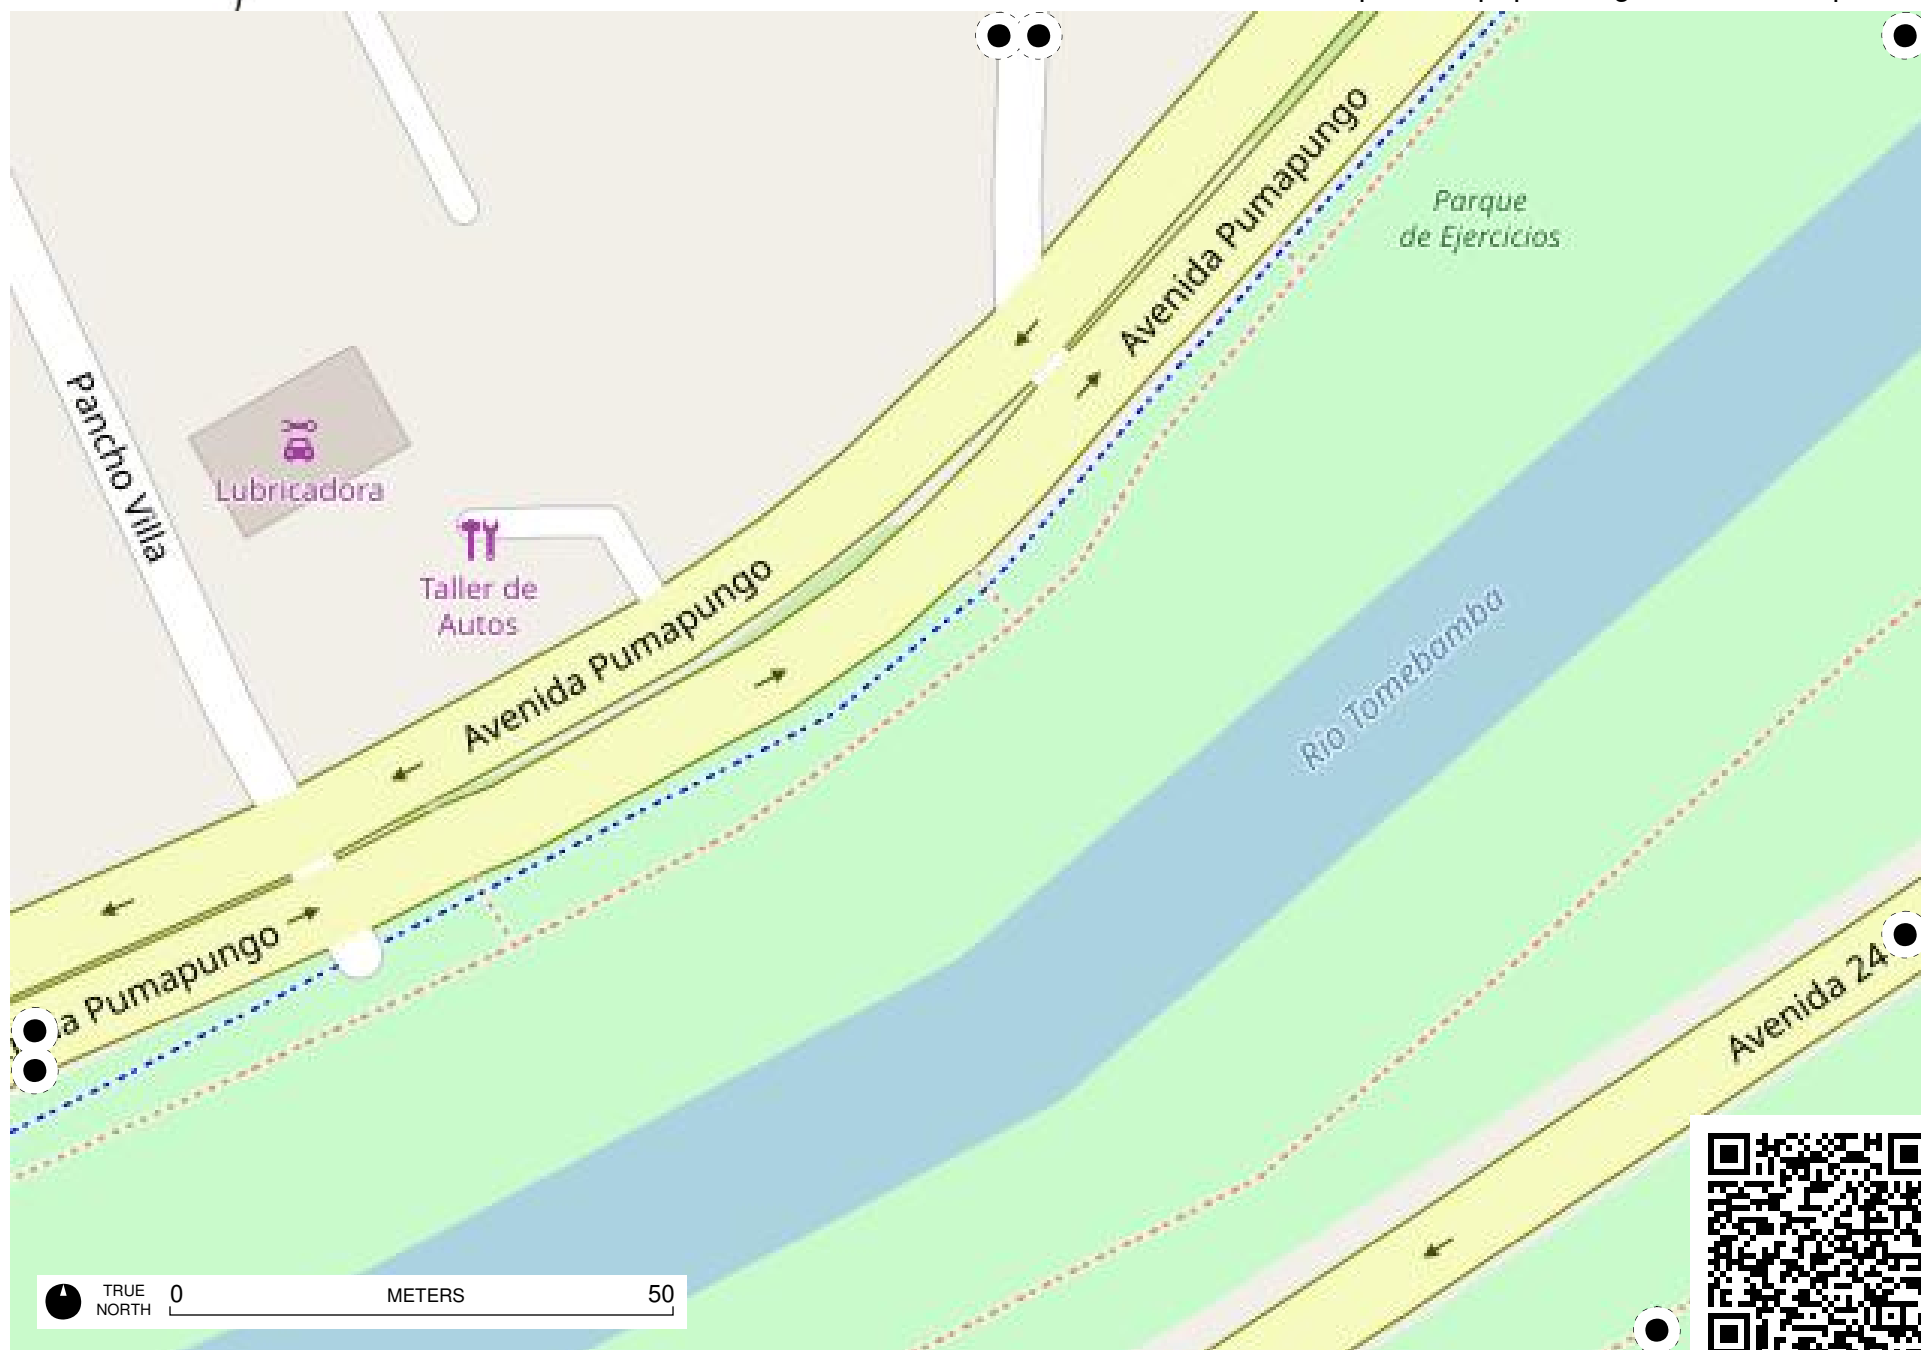 Avenida Pumapungo
Parque
de Ejercicios
Pancho Villa
Lubricadora
Taller de
Autos
Avenida Pumapungo
Río Tomebamba
Pumapungo
Avenida 24
TRUE
NORTH
0
METERS
50